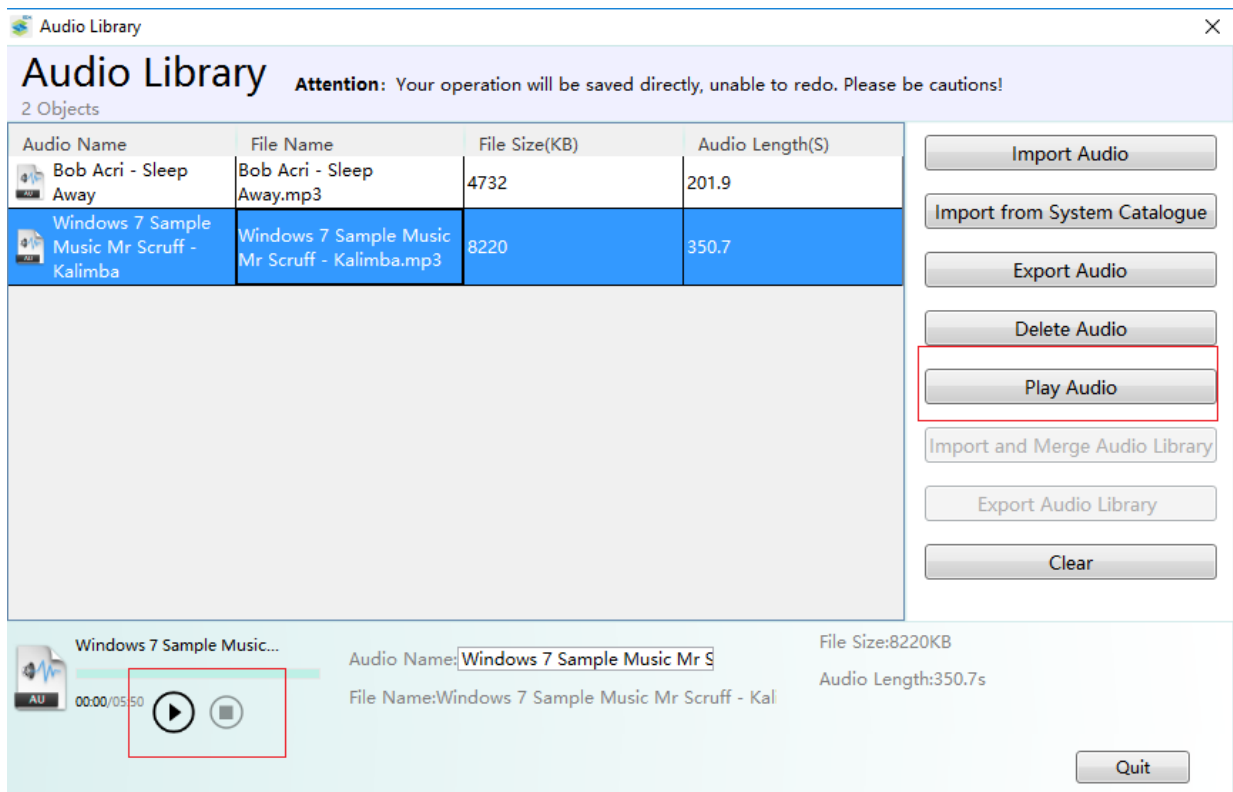 Audio Library
Audio Library
Attention: Your operation will be saved directly, unable to redo. Please be cautions!
2 Objects
Audio Name File Name File Size(KB) Audio Length(S)
Bob Acri - Sleep
Away
Bob Acri - Sleep
Away.mp3
4732
201.9
Windows 7 Sample
Music Mr Scruff -
Kalimba
Windows 7 Sample Music
Mr Scruff - Kalimba.mp3
8220
350.7
Import Audio
Import from System Catalogue
Export Audio
Delete Audio
Play Audio
Import and Merge Audio Library
Export Audio Library
Clear
AU
Windows 7 Sample Music...
00:00/05:50
Audio Name: Windows 7 Sample Music Mr S
File Name:Windows 7 Sample Music Mr Scruff - Kal
File Size:8220KB
Audio Length:350.7s
Quit